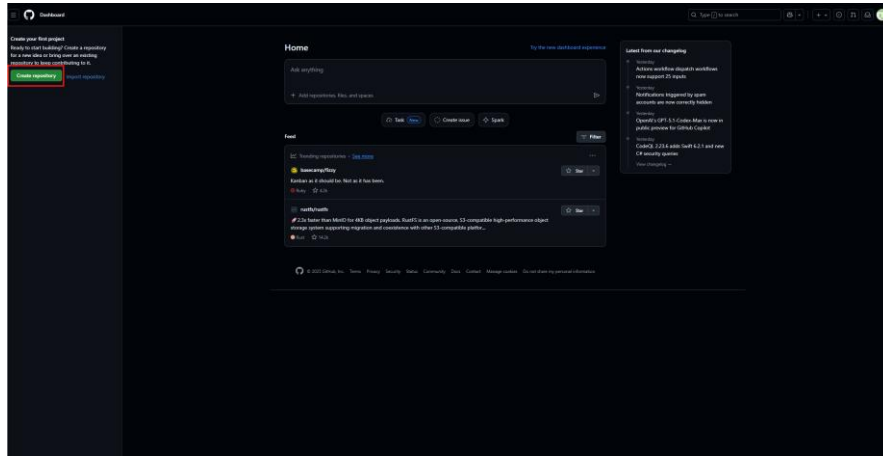 Dashboard
Type / to search
Create your first project
Ready to start building? Create a repository
for a new idea or bring over an existing
repository to keep contributing to it.
Create repository
Import repository
Home
Try the new dashboard experience
Ask anything
Add repositories, files, and spaces
Task New
Create issue
Spark
Feed
Filter
Trending repositories · See more
basecamp/fizzy
Star
Kanban as it should be. Not as it has been.
Ruby
rustfs/rustfs
Star
🚀2.3x faster than MinIO for 4KB object payloads. RustFS is an open-source, S3-compatible high-performance object
storage system supporting migration and coexistence with other S3-compatible platfor...
Rust
© 2025 GitHub, Inc. Terms Privacy Security Status Community Docs Contact Manage cookies Do not share my personal information
Latest from our changelog
Yesterday
Actions workflow dispatch workflows
now support 25 inputs
Yesterday
Notifications triggered by spam
accounts are now correctly hidden
Yesterday
OpenAI's GPT-5.1-Codex-Max is now in
public preview for GitHub Copilot
Yesterday
CodeQL 2.23.6 adds Swift 6.2.1 and new
C# security queries
View changelog →